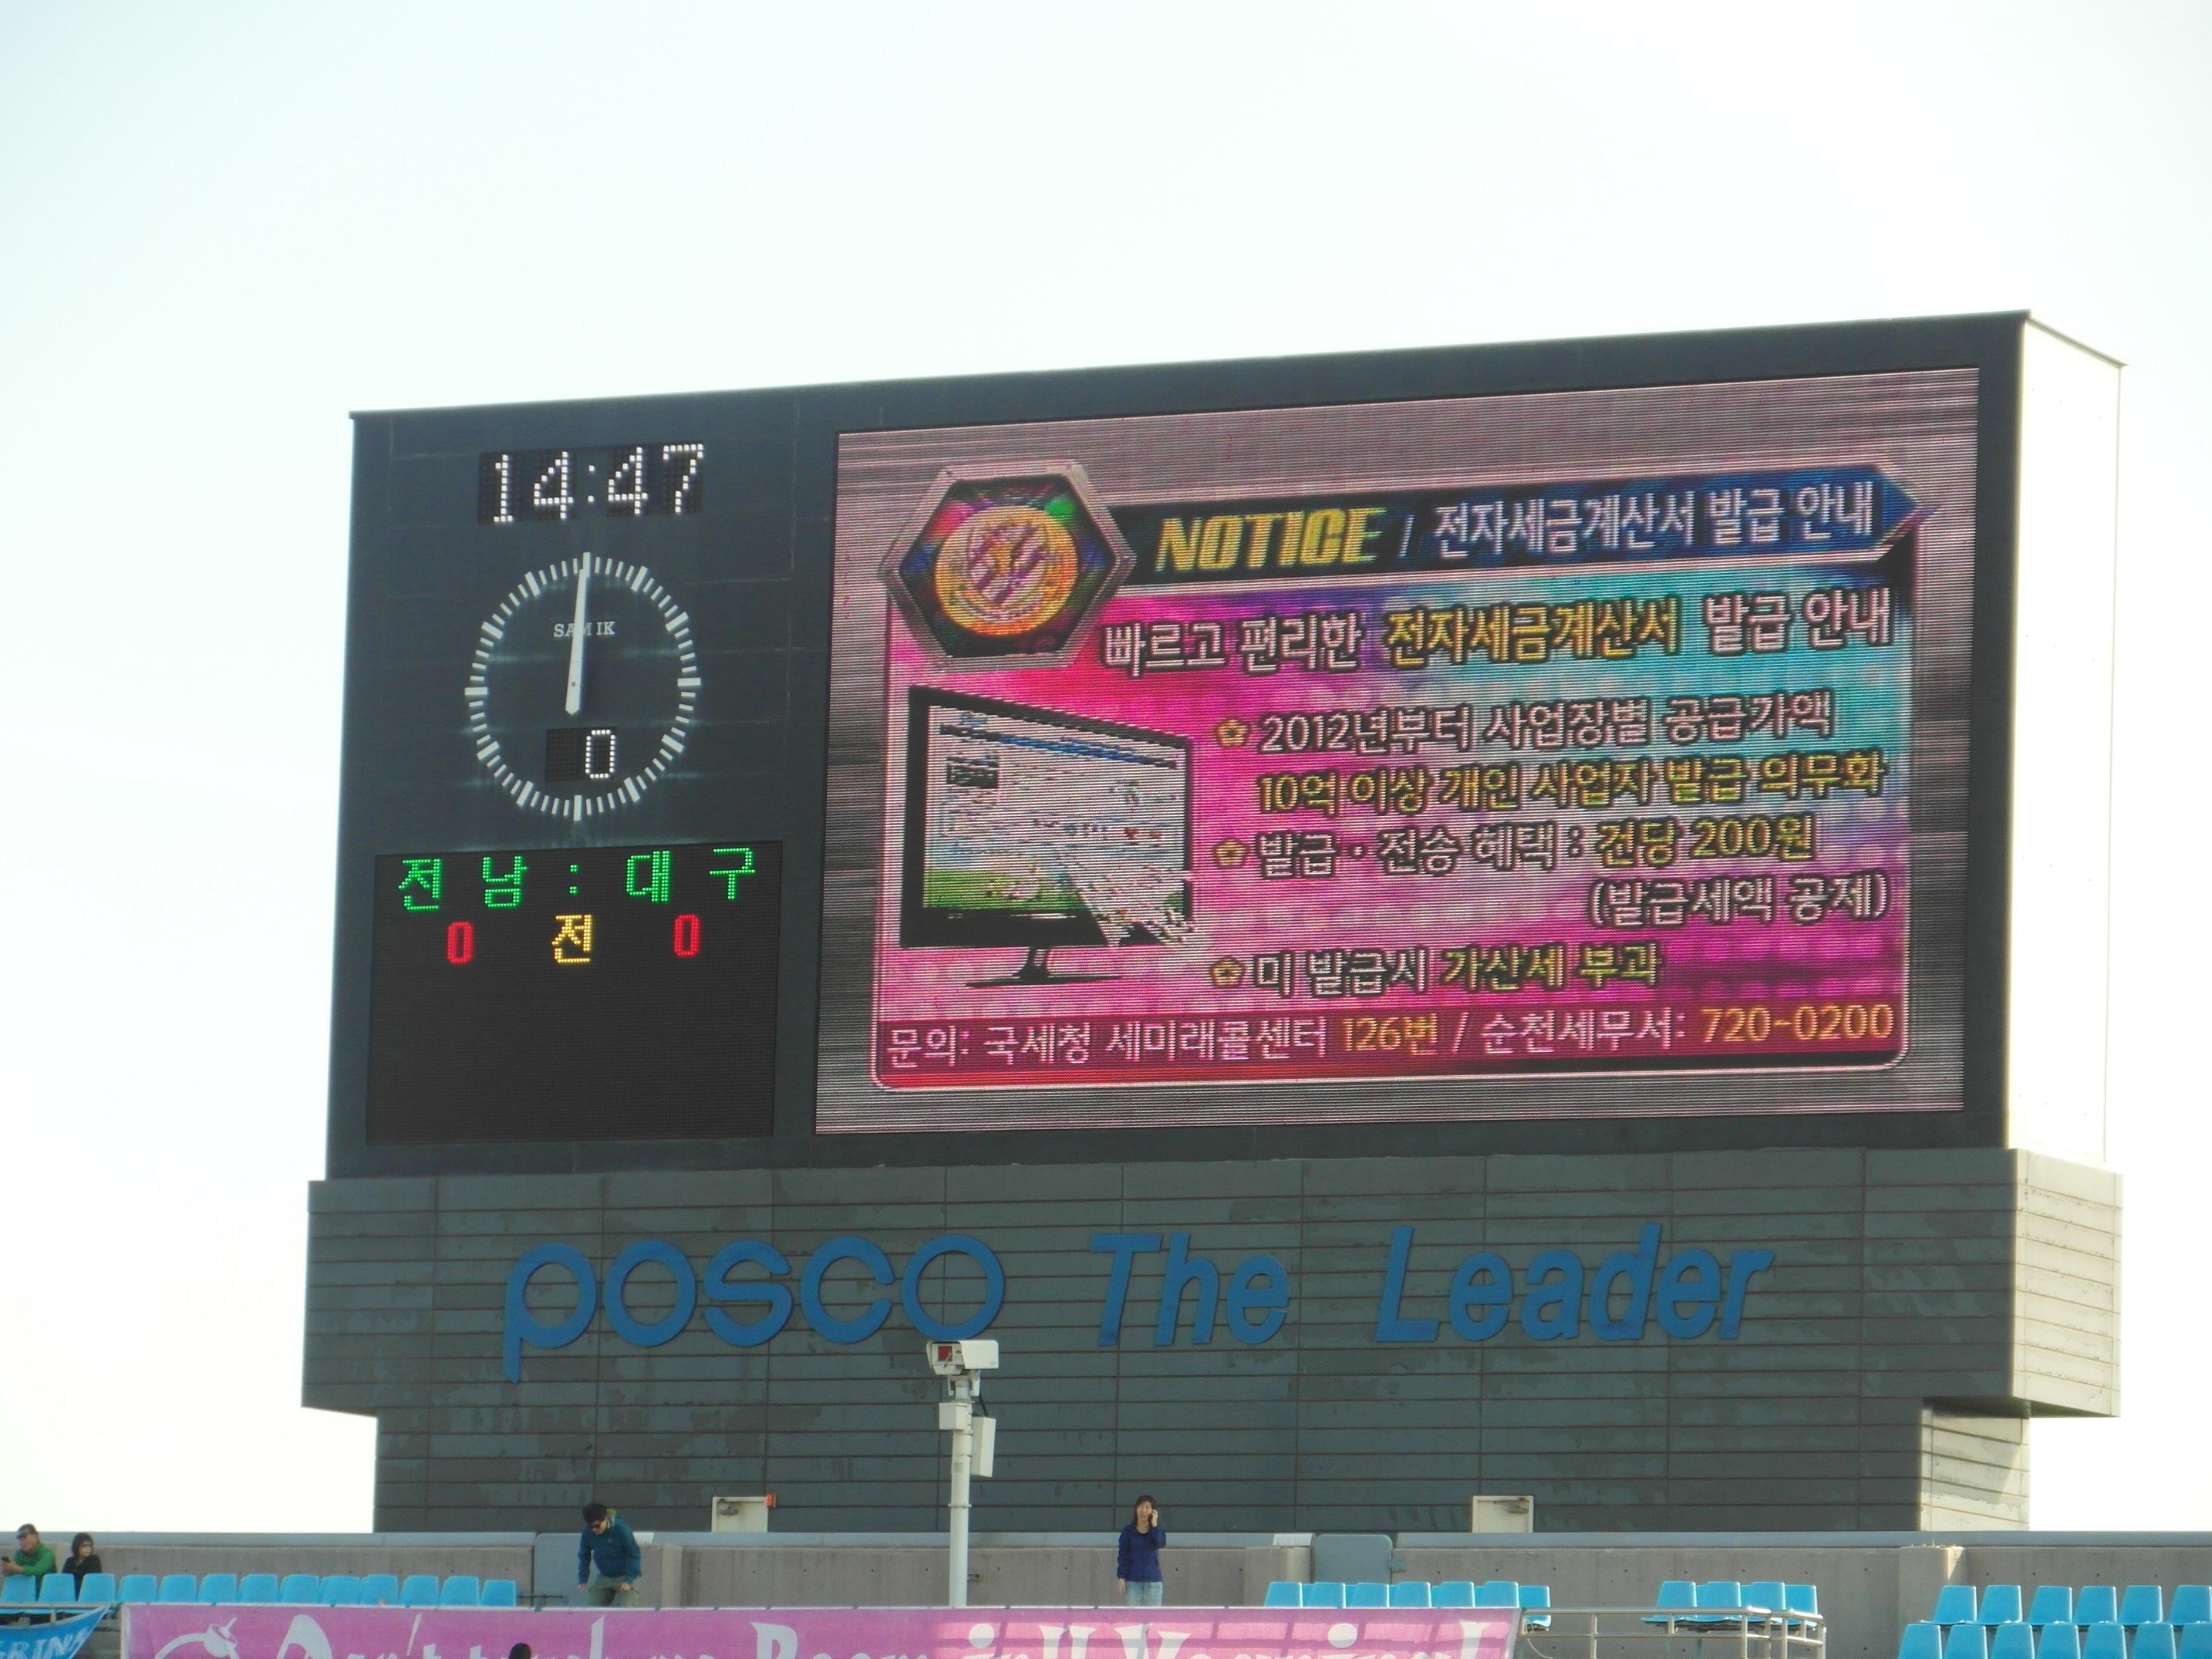 14:47
SAMIK
0
전 남 : 대 구
0 전 0
NOTICE / 전자세금계산서 발급 안내
빠르고 편리한 전자세금계산서 발급 안내
2012년부터 사업장별 공급가액
10억 이상 개인 사업자 발급 의무화
발급 · 전송 혜택 : 건당 200원
(발급세액 공제)
미 발급시 가산세 부과
문의: 국세청 세미래콜센터 126번 / 순천세무서: 720-0200
posco The Leader